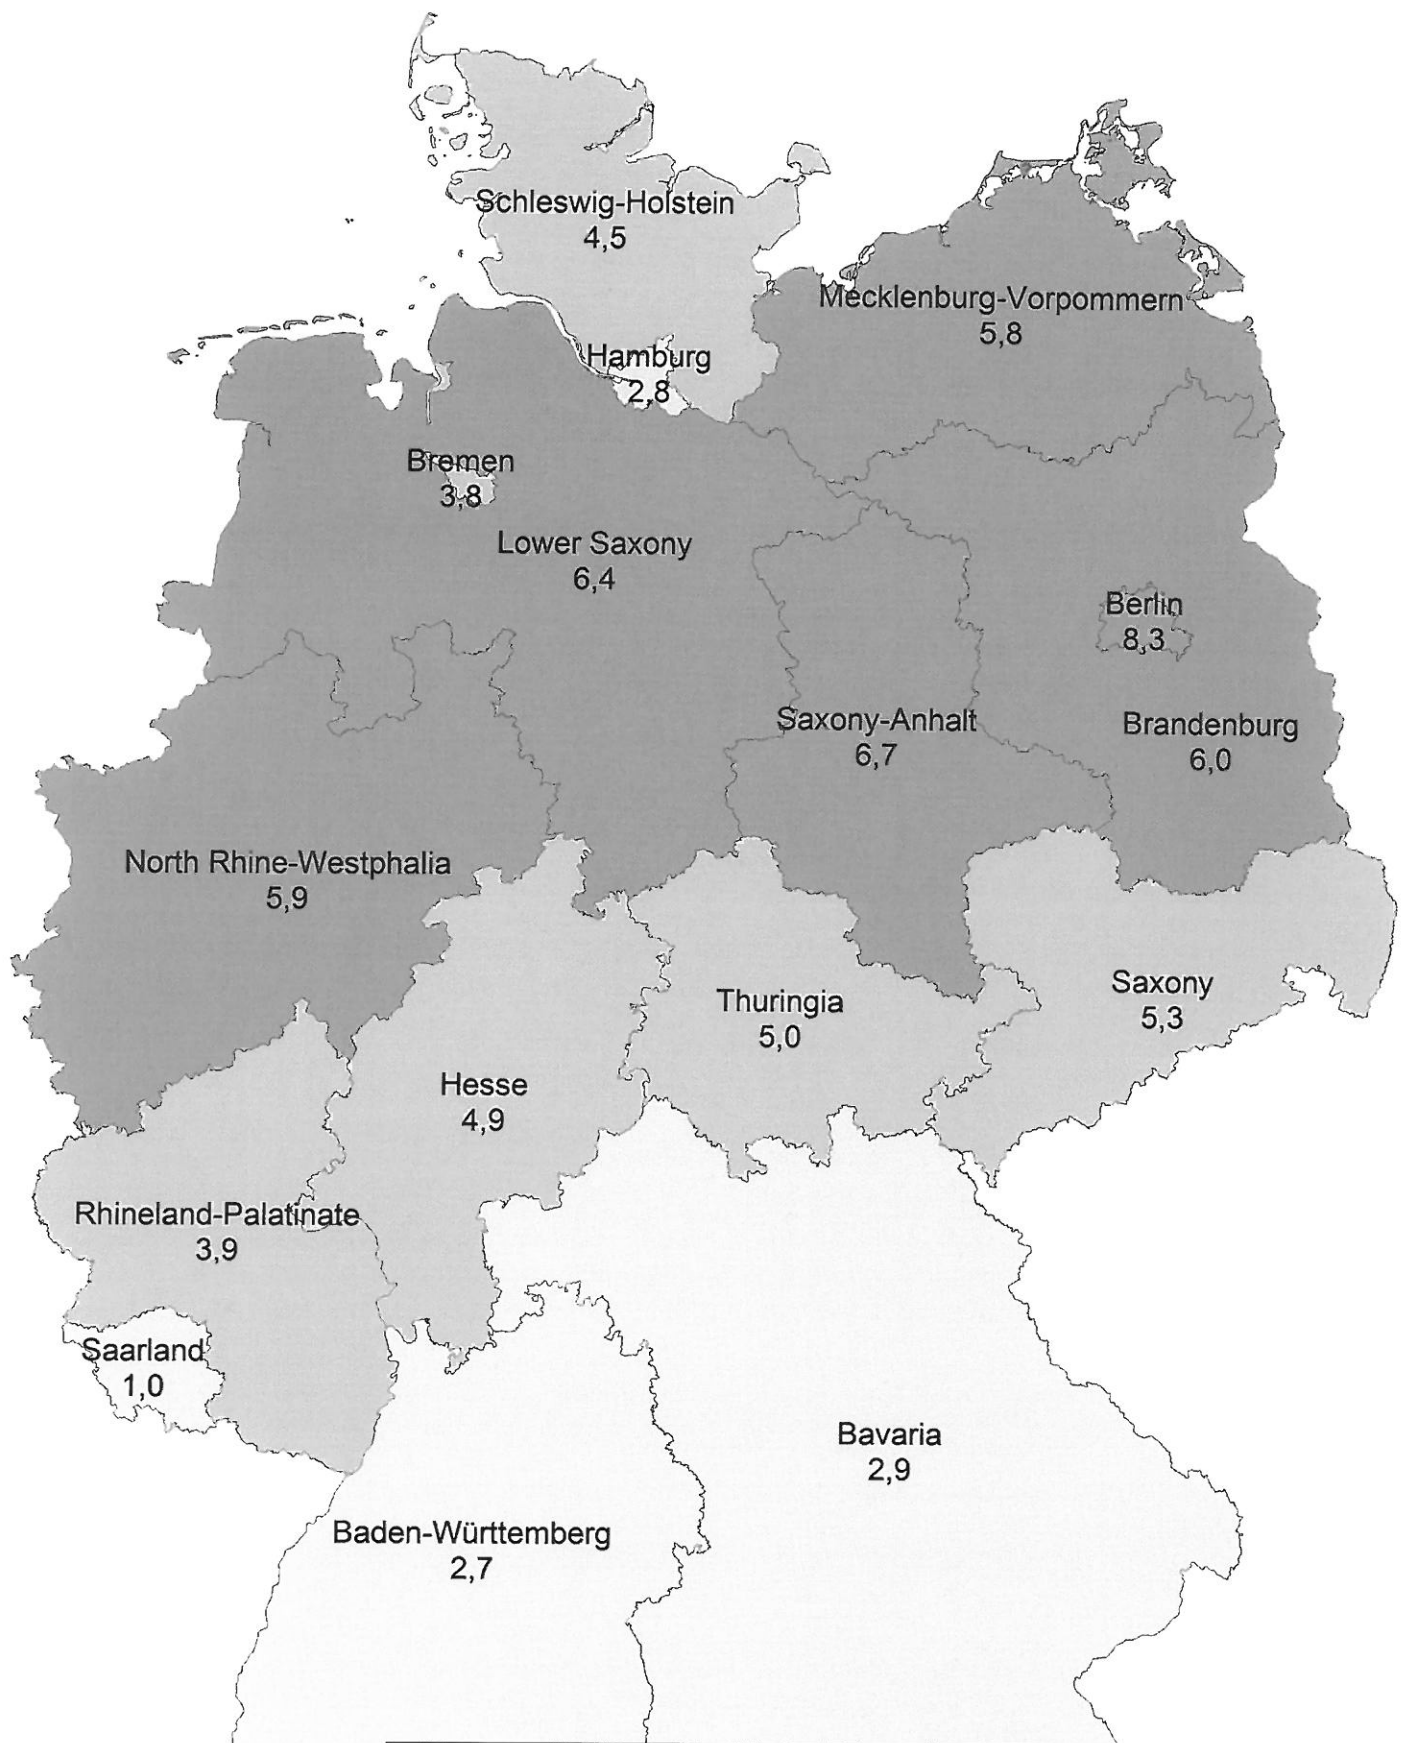 Schleswig-Holstein
4,5
Mecklenburg-Vorpommern
5,8
Hamburg
2,8
Bremen
3,8
Lower Saxony
6,4
Berlin
8,3
Saxony-Anhalt
6,7
Brandenburg
6,0
North Rhine-Westphalia
5,9
Saxony
5,3
Thuringia
5,0
Hesse
4,9
Rhineland-Palatinate
3,9
Saarland
1,0
Bavaria
2,9
Baden-Württemberg
2,7